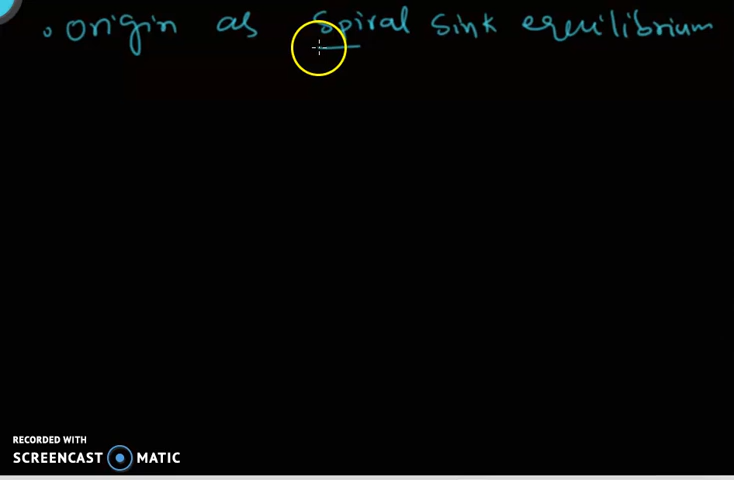 origin as spiral sink equilibrium
RECORDED WITH
SCREENCAST MATIC